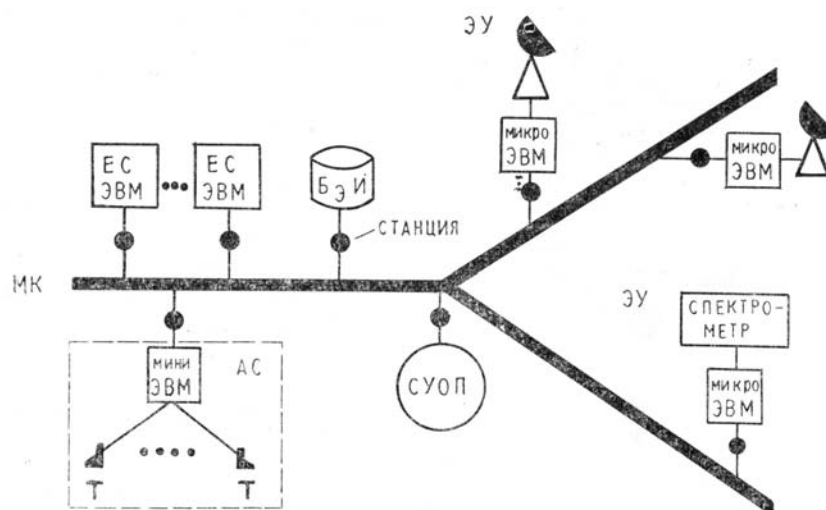 ЭУ
МИКРО
ЭВМ
МИКРО
ЭВМ
ЕС
ЭВМ
ЕС
ЭВМ
БЭИ
СТАНЦИЯ
МК
ЭУ
СПЕКТРО-
МЕТР
МИНИ
ЭВМ
АС
СУОП
МИКРО
ЭВМ
Т
Т